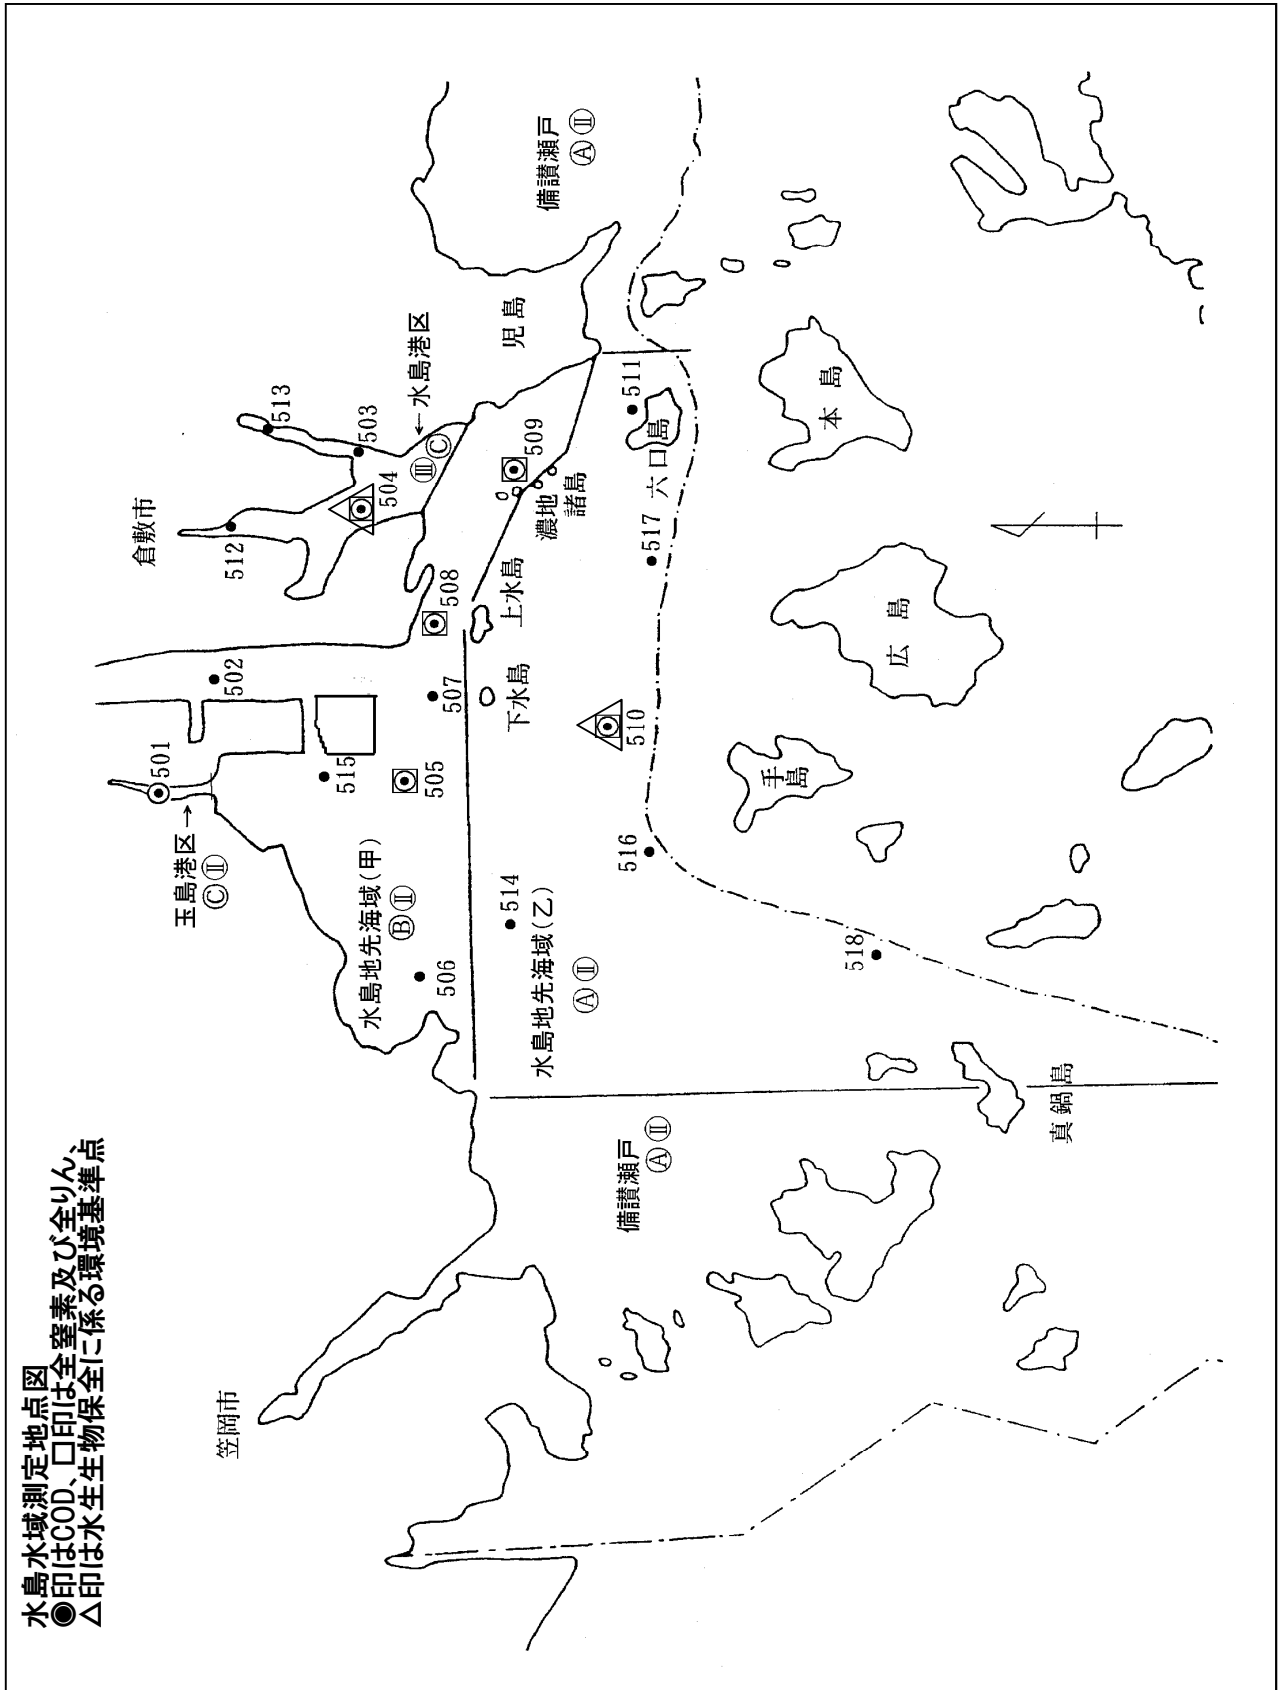 水島水域測定地点図
◉印はCOD、□印は全窒素及び全りん、
△印は水生生物保全に係る環境基準点
倉敷市
笠岡市
児島
備讃瀬戸
Ⓐ Ⅱ
水島港区
Ⅲ Ⓒ
玉島港区
Ⓒ Ⅱ
水島地先海域(甲)
Ⓑ Ⅱ
水島地先海域(乙)
Ⓐ Ⅱ
備讃瀬戸
Ⓐ Ⅱ
501
502
503
504
505
506
507
508
509
510
511
512
513
514
515
516
517
518
上水島
下水島
濃地
諸島
六口島
本島
広島
手島
真鍋島